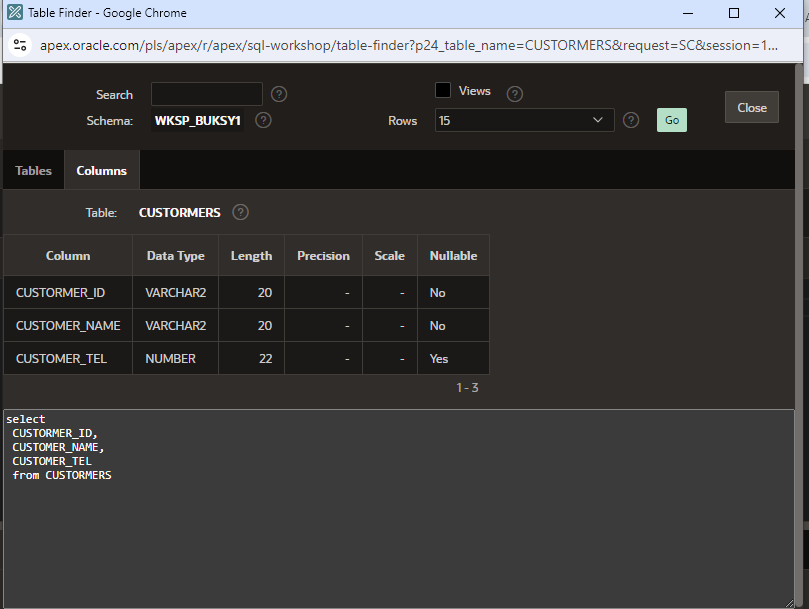 Table Finder - Google Chrome
apex.oracle.com/pls/apex/r/apex/sql-workshop/table-finder?p24_table_name=CUSTORMERS&request=SC&session=1...
Search ? Views ?
Schema: WKSP_BUKSY1 ? Rows 15 ? Go Close
Tables Columns
Table: CUSTORMERS ?
Column Data Type Length Precision Scale Nullable
CUSTORMER_ID VARCHAR2 20 - - No
CUSTOMER_NAME VARCHAR2 20 - - No
CUSTOMER_TEL NUMBER 22 - - Yes
1 - 3
select
CUSTORMER_ID,
CUSTOMER_NAME,
CUSTOMER_TEL
from CUSTORMERS